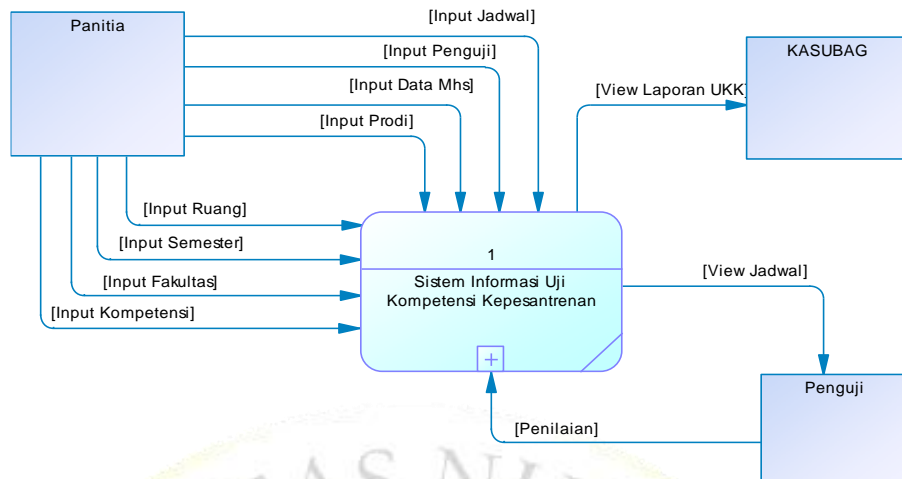 Panitia
[Input Jadwal]
KASUBAG
[Input Penguji]
[Input Data Mhs]
[View Laporan UKK]
[Input Prodi]
[Input Ruang]
[Input Semester]
1
[Input Fakultas]
Sistem Informasi Uji
Kompetensi Kepesantrenan
[View Jadwal]
[Input Kompetensi]
Penguji
[Penilaian]